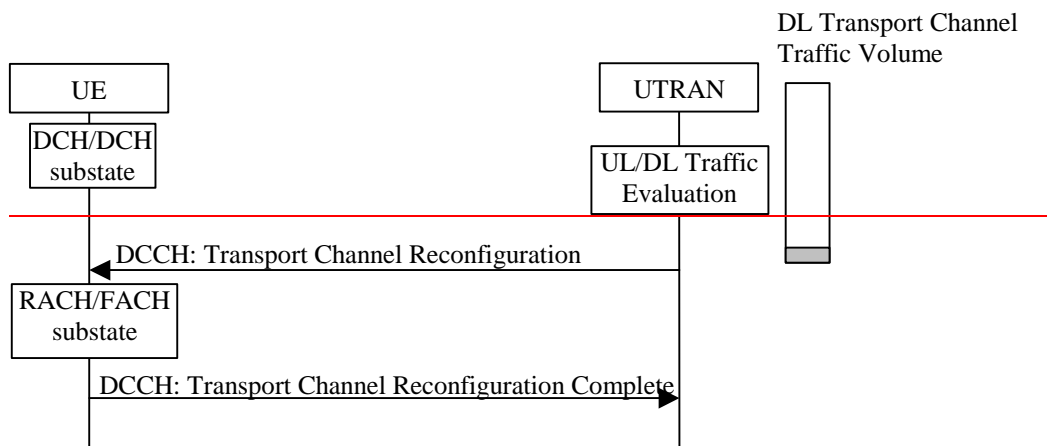 DL Transport Channel
Traffic Volume
UE
UTRAN
DCH/DCH
substate
UL/DL Traffic
Evaluation
DCCH: Transport Channel Reconfiguration
RACH/FACH
substate
DCCH: Transport Channel Reconfiguration Complete